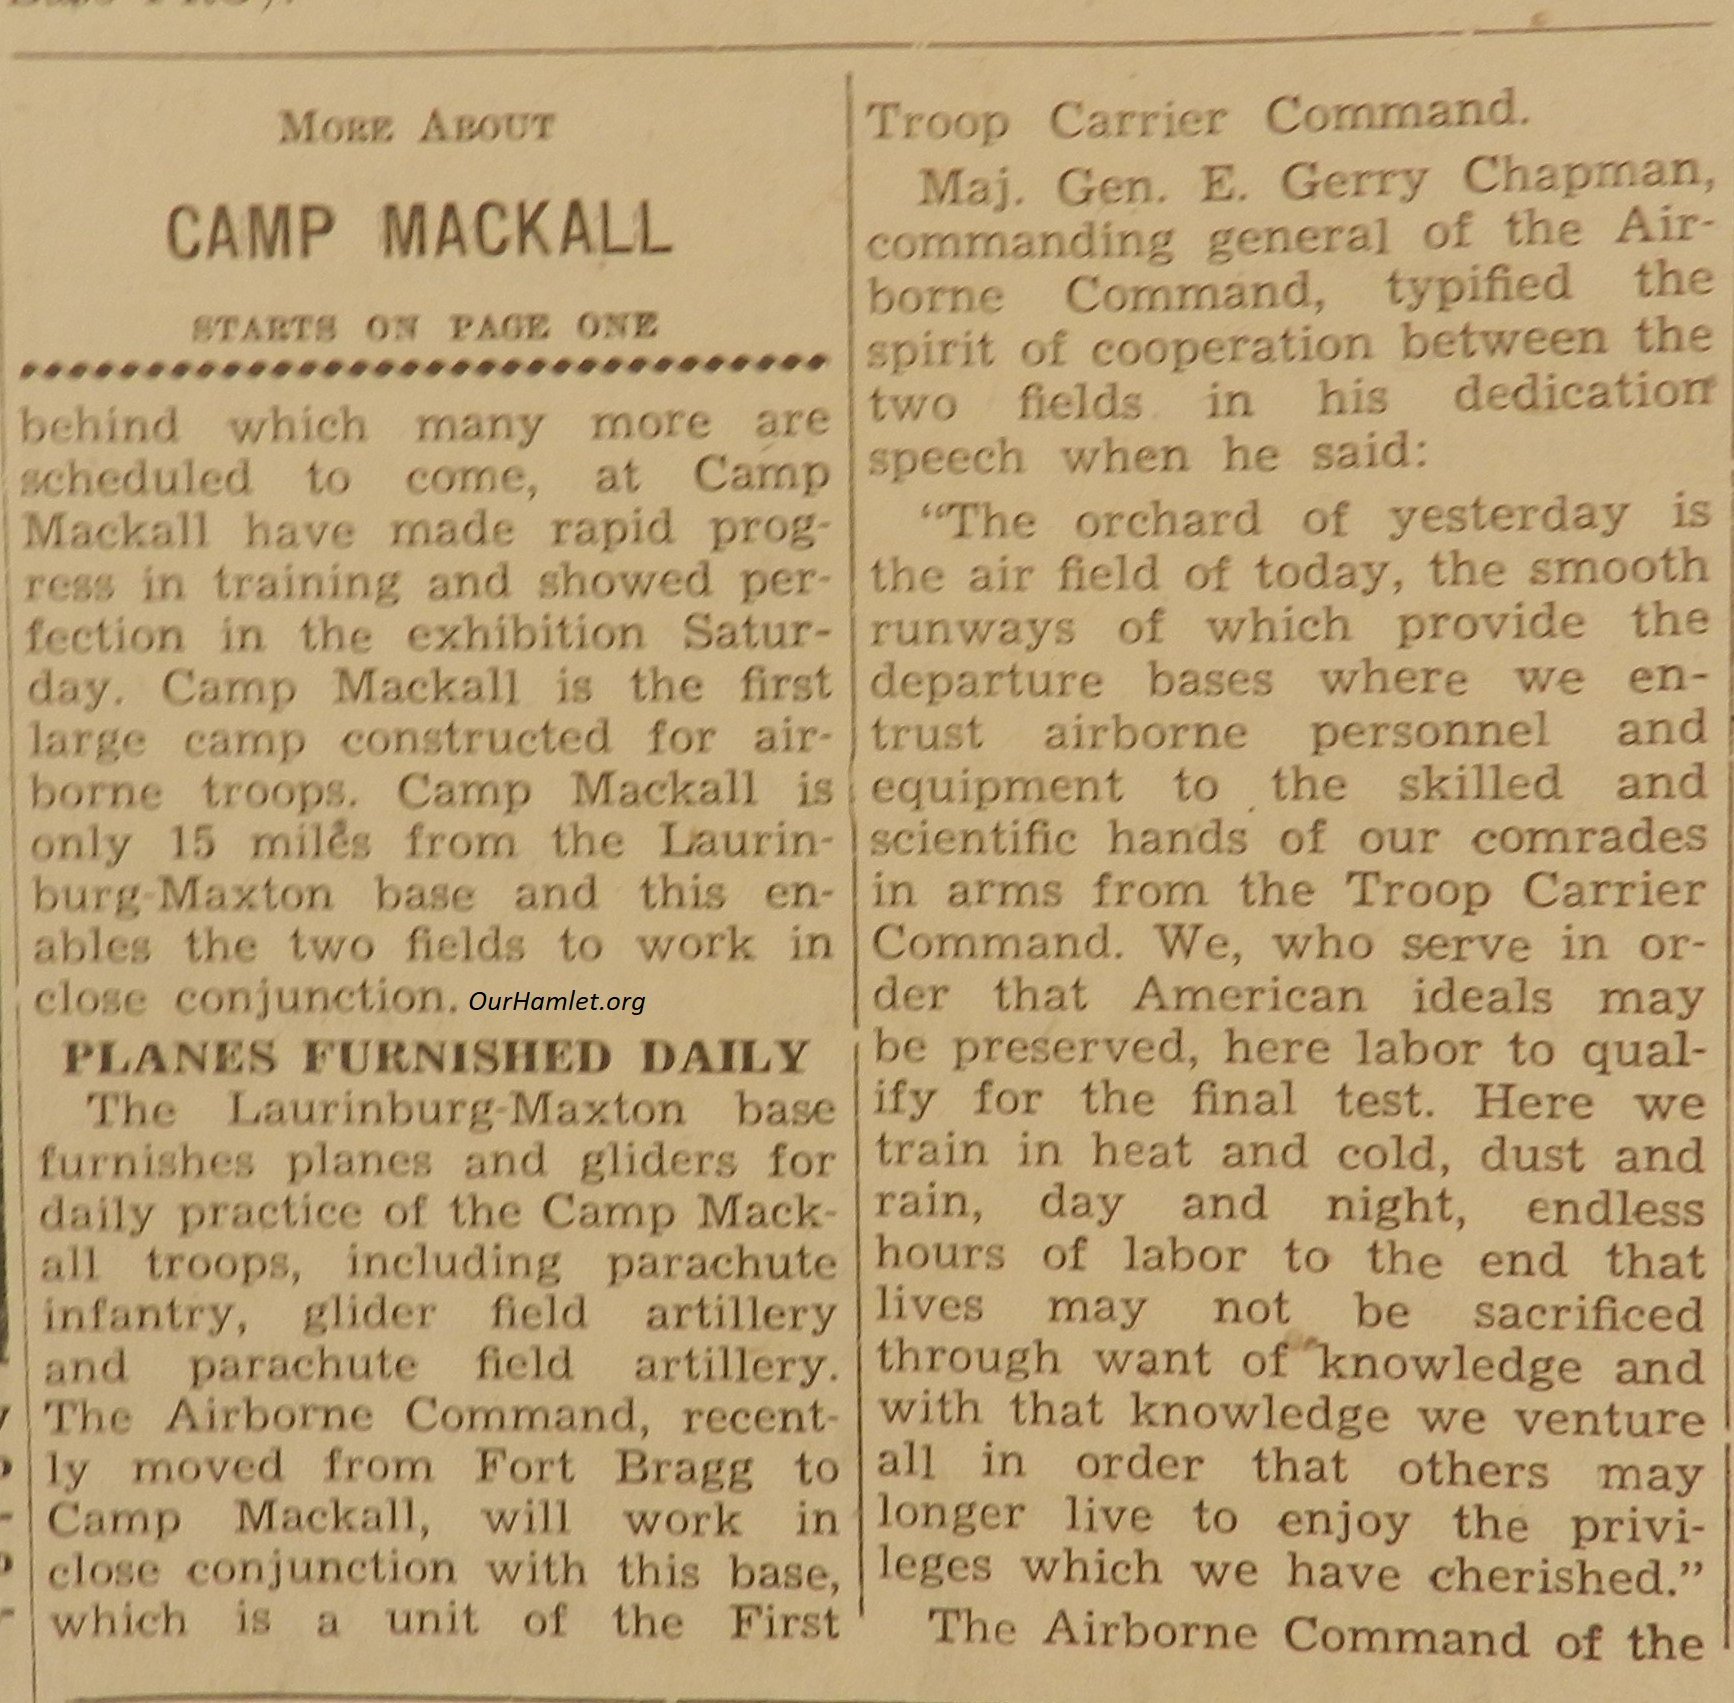 More About
CAMP MACKALL
STARTS ON PAGE ONE
behind which many more are
scheduled to come, at Camp
Mackall have made rapid prog-
ress in training and showed per-
fection in the exhibition Satur-
day. Camp Mackall is the first
large camp constructed for air-
borne troops. Camp Mackall is
only 15 miles from the Laurin-
burg-Maxton base and this en-
ables the two fields to work in
close conjunction. OurHamlet.org
PLANES FURNISHED DAILY
The Laurinburg-Maxton base
furnishes planes and gliders for
daily practice of the Camp Mack-
all troops, including parachute
infantry, glider field artillery
and parachute field artillery.
The Airborne Command, recent-
ly moved from Fort Bragg to
Camp Mackall, will work in
close conjunction with this base,
which is a unit of the First
Troop Carrier Command.
Maj. Gen. E. Gerry Chapman,
commanding general of the Air-
borne Command, typified the
spirit of cooperation between the
two fields in his dedication
speech when he said:
"The orchard of yesterday is
the air field of today, the smooth
runways of which provide the
departure bases where we en-
trust airborne personnel and
equipment to the skilled and
scientific hands of our comrades
in arms from the Troop Carrier
Command. We, who serve in or-
der that American ideals may
be preserved, here labor to qual-
ify for the final test. Here we
train in heat and cold, dust and
rain, day and night, endless
hours of labor to the end that
lives may not be sacrificed
through want of knowledge and
with that knowledge we venture
all in order that others may
longer live to enjoy the privi-
leges which we have cherished."
The Airborne Command of the